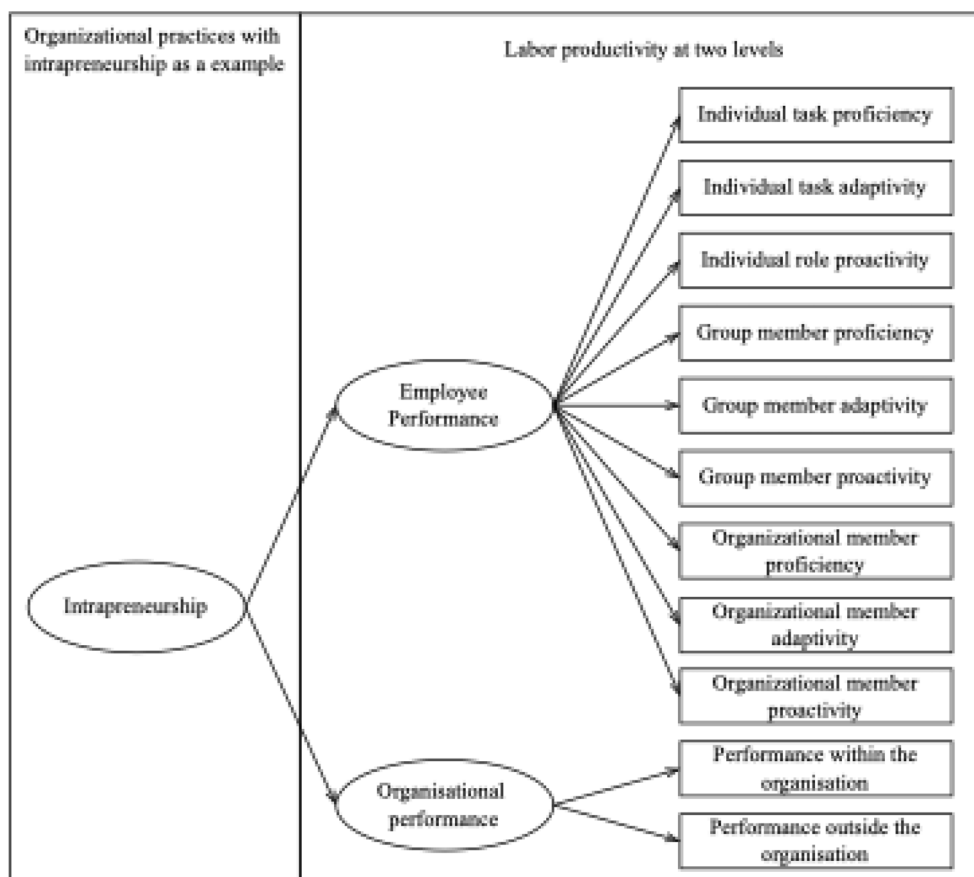 Organizational practices with
intrapreneurship as a example
Labor productivity at two levels
Individual task proficiency
Individual task adaptivity
Individual role proactivity
Group member proficiency
Employee
Performance
Group member adaptivity
Group member proactivity
Organizational member
proficiency
Intrapreneurship
Organizational member
adaptivity
Organizational member
proactivity
Performance within the
organisation
Organisational
performance
Performance outside the
organisation